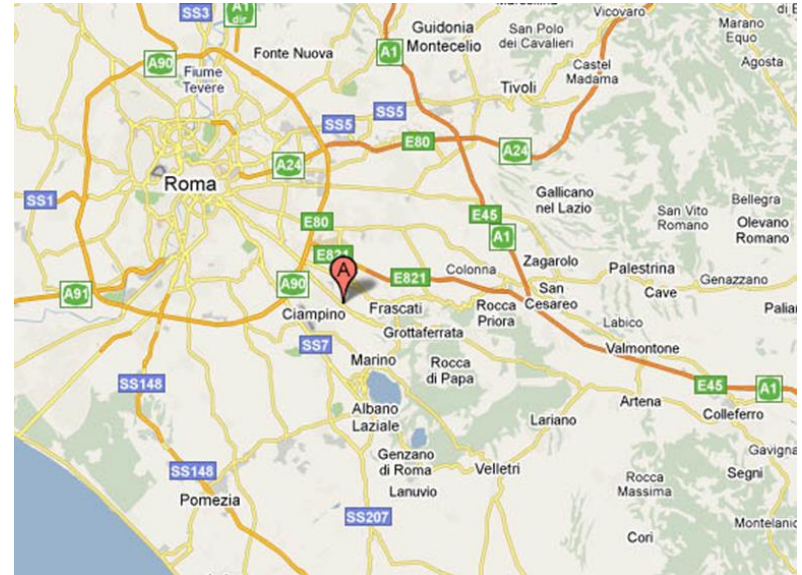 SS3
A1
dir
Vicovaro
di
Marano
Equo
Guidonia
Montecelio
San Polo
dei Cavalieri
Fonte Nuova
A1
A90
Fiume
Tevere
Castel
Madama
Agosta
Tivoli
SS5
SS5
E80
A24
A24
Roma
SS1
Gallicano
nel Lazio
Bellegra
San Vito
Romano
Olevano
Romano
E80
E45
A1
E821
A
Colonna
Zagarolo
Palestrina
E821
Genazzano
A91
A90
San
Cesareo
Cave
Ciampino
Frascati
Rocca
Priora
Labico
Grottaferrata
SS7
Valmontone
Marino
Rocca
di Papa
SS148
E45
A1
Artena
Colleferro
Albano
Laziale
Lariano
Genzano
di Roma
Velletri
SS148
Segni
Rocca
Massima
Pomezia
Lanuvio
SS207
Cori